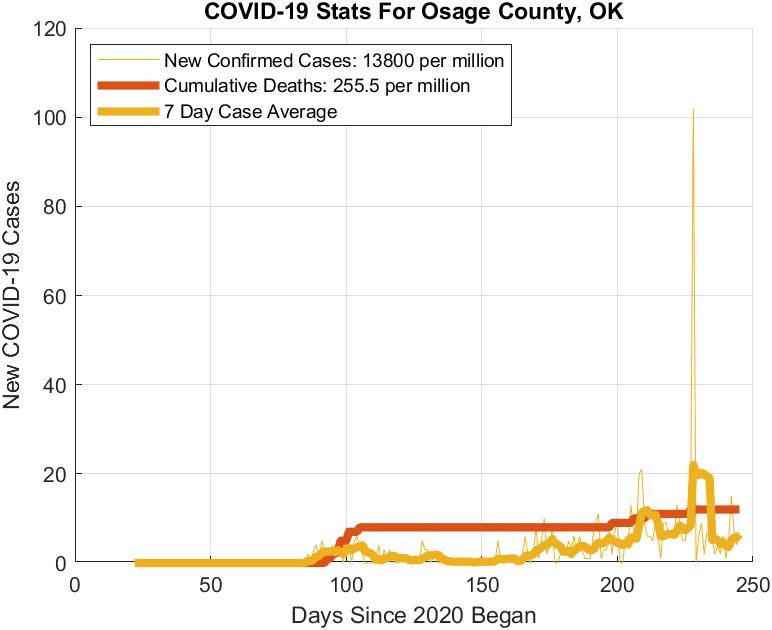 COVID-19 Stats For Osage County, OK
New Confirmed Cases: 13800 per million
Cumulative Deaths: 255.5 per million
7 Day Case Average
New COVID-19 Cases
120
100
80
60
40
20
0
0 50 100 150 200 250
Days Since 2020 Began